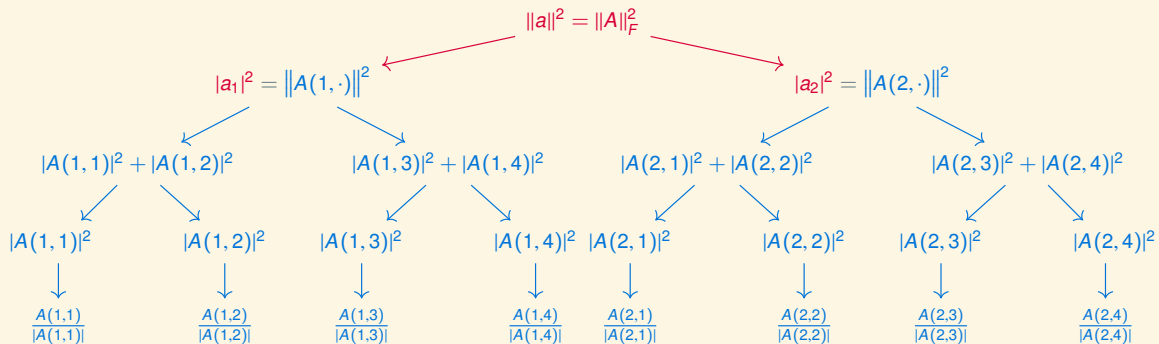 ‖a‖² = ‖A‖²_F
|a₁|² = ‖A(1,·)‖² |a₂|² = ‖A(2,·)‖²
|A(1,1)|² + |A(1,2)|² |A(1,3)|² + |A(1,4)|² |A(2,1)|² + |A(2,2)|² |A(2,3)|² + |A(2,4)|²
|A(1,1)|² |A(1,2)|² |A(1,3)|² |A(1,4)|² |A(2,1)|² |A(2,2)|² |A(2,3)|² |A(2,4)|²
A(1,1) A(1,2) A(1,3) A(1,4) A(2,1) A(2,2) A(2,3) A(2,4)
|A(1,1)| |A(1,2)| |A(1,3)| |A(1,4)| |A(2,1)| |A(2,2)| |A(2,3)| |A(2,4)|